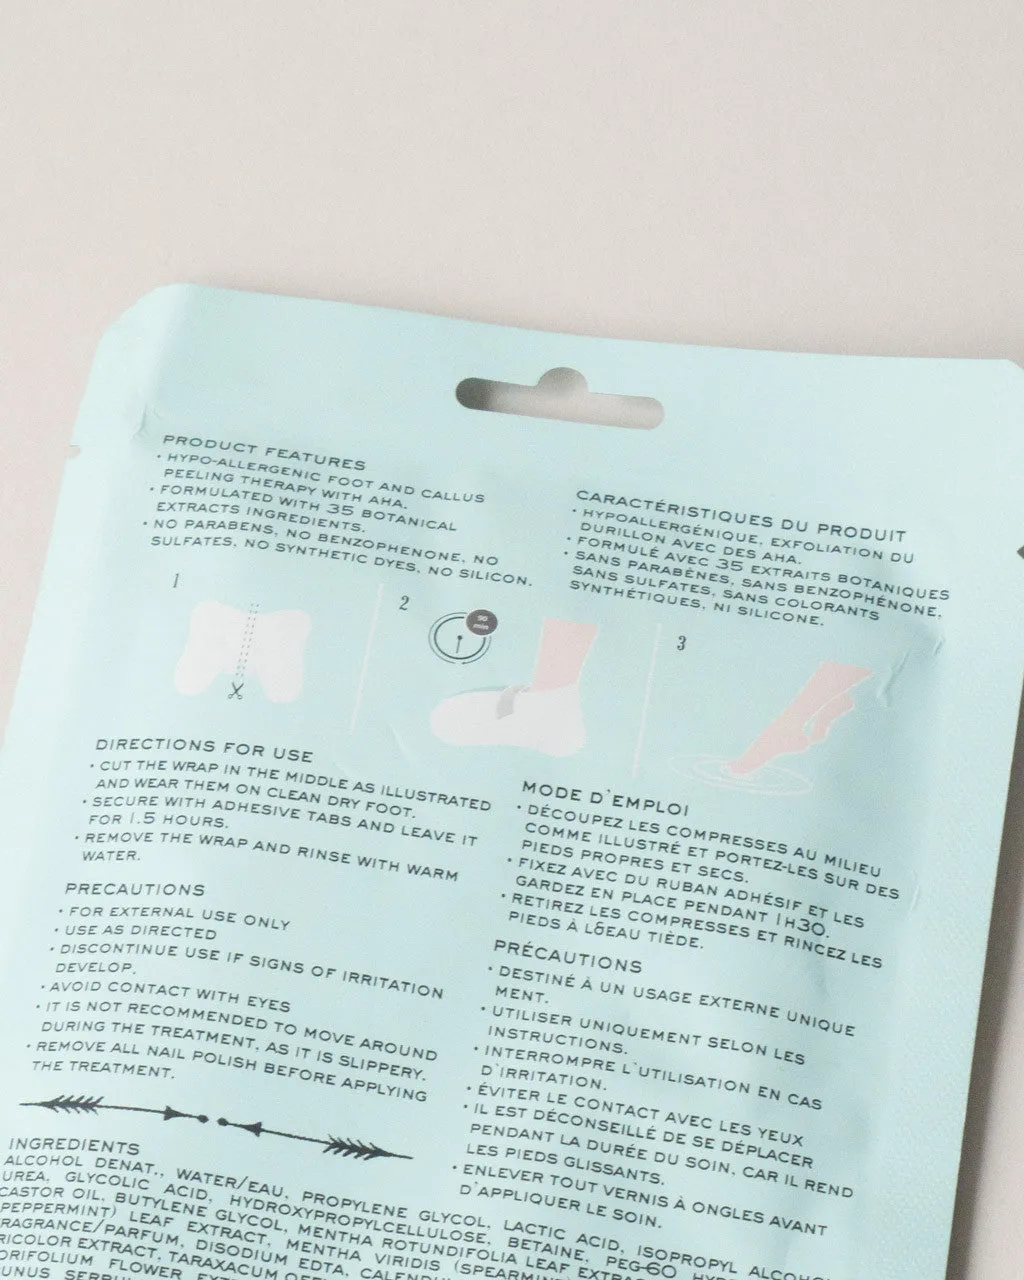 PRODUCT FEATURES
• HYPO-ALLERGENIC FOOT AND CALLUS
PEELING THERAPY WITH AHA.
• FORMULATED WITH 35 BOTANICAL
EXTRACTS INGREDIENTS.
• NO PARABENS, NO BENZOPHENONE, NO
SULFATES, NO SYNTHETIC DYES, NO SILICON.
CARACTÉRISTIQUES DU PRODUIT
• HYPOALLERGÉNIQUE, EXFOLIATION DU
DURILLON AVEC DES AHA.
• FORMULÉ AVEC 35 EXTRAITS BOTANIQUES
• SANS PARABÈNES, SANS BENZOPHÉNONE,
SANS SULFATES, SANS COLORANTS
SYNTHÉTIQUES, NI SILICONE.
1
2
90
min
3
DIRECTIONS FOR USE
• CUT THE WRAP IN THE MIDDLE AS ILLUSTRATED
AND WEAR THEM ON CLEAN DRY FOOT.
• SECURE WITH ADHESIVE TABS AND LEAVE IT
FOR 1.5 HOURS.
• REMOVE THE WRAP AND RINSE WITH WARM
WATER.
PRECAUTIONS
• FOR EXTERNAL USE ONLY
• USE AS DIRECTED
• DISCONTINUE USE IF SIGNS OF IRRITATION
DEVELOP.
• AVOID CONTACT WITH EYES
• IT IS NOT RECOMMENDED TO MOVE AROUND
DURING THE TREATMENT, AS IT IS SLIPPERY.
• REMOVE ALL NAIL POLISH BEFORE APPLYING
THE TREATMENT.
MODE D'EMPLOI
• DÉCOUPEZ LES COMPRESSES AU MILIEU
COMME ILLUSTRÉ ET PORTEZ-LES SUR DES
PIEDS PROPRES ET SECS.
• FIXEZ AVEC DU RUBAN ADHÉSIF ET LES
GARDEZ EN PLACE PENDANT 1H30.
• RETIREZ LES COMPRESSES ET RINCEZ LES
PIEDS À LõEAU TIÈDE.
PRÉCAUTIONS
• DESTINÉ À UN USAGE EXTERNE UNIQUE
MENT.
• UTILISER UNIQUEMENT SELON LES
INSTRUCTIONS.
• INTERROMPRE L'UTILISATION EN CAS
D'IRRITATION.
• ÉVITER LE CONTACT AVEC LES YEUX
• IL EST DÉCONSEILLÉ DE SE DÉPLACER
PENDANT LA DURÉE DU SOIN, CAR IL REND
LES PIEDS GLISSANTS.
• ENLEVER TOUT VERNIS À ONGLES AVANT
D'APPLIQUER LE SOIN.
INGREDIENTS
ALCOHOL DENAT., WATER/EAU, PROPYLENE GLYCOL, LACTIC ACID, ISOPROPYL ALCOHOL
UREA, GLYCOLIC ACID, HYDROXYPROPYLCELLULOSE, BETAINE, PEG-60
CASTOR OIL, BUTYLENE GLYCOL, MENTHA ROTUNDIFOLIA LEAF EXTRACT
(PEPPERMINT) LEAF EXTRACT, MENTHA VIRIDIS (SPEARMINT)
FRAGRANCE/PARFUM, DISODIUM EDTA,
TRICOLOR EXTRACT, TARAXACUM
FLOWER